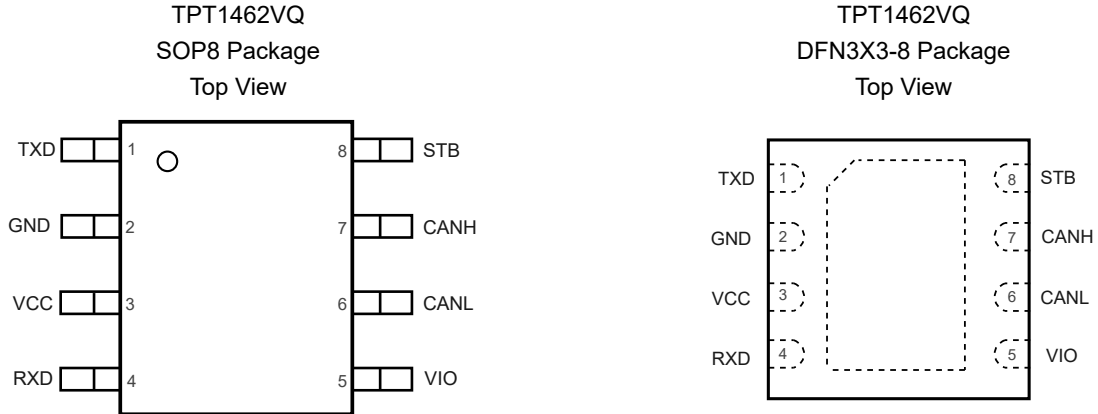 TPT1462VQ
SOP8 Package
Top View
TXD 1
8 STB
GND 2
7 CANH
VCC 3
6 CANL
RXD 4
5 VIO
TPT1462VQ
DFN3X3-8 Package
Top View
TXD 1
8 STB
GND 2
7 CANH
VCC 3
6 CANL
RXD 4
5 VIO